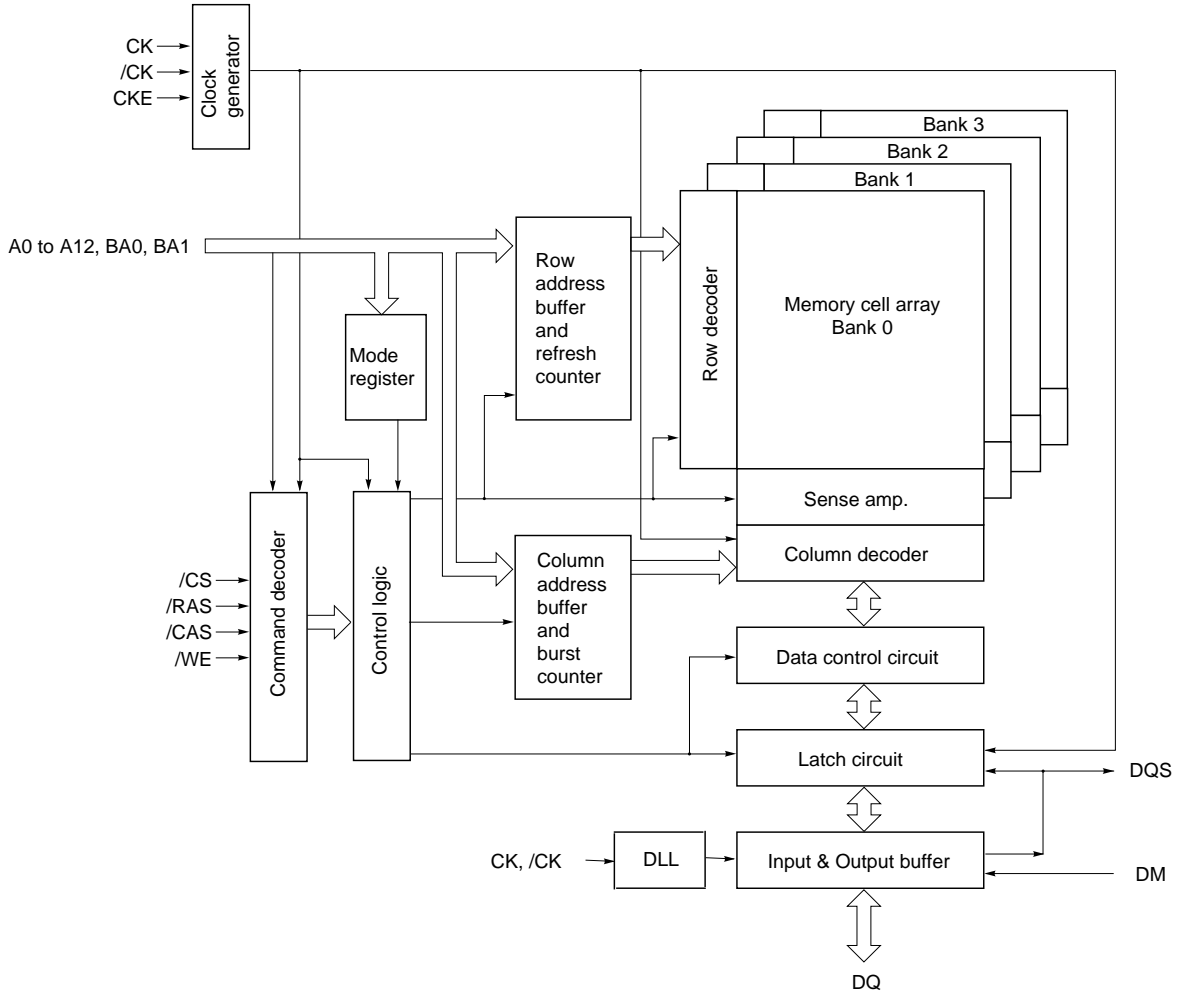 CK
/CK
CKE
Clock
generator
Bank 3
Bank 2
Bank 1
A0 to A12, BA0, BA1
Mode
register
Row
address
buffer
and
refresh
counter
Row decoder
Memory cell array
Bank 0
Sense amp.
Column decoder
/CS
/RAS
/CAS
/WE
Command decoder
Control logic
Column
address
buffer
and
burst
counter
Data control circuit
Latch circuit
DQS
CK, /CK
DLL
Input & Output buffer
DM
DQ